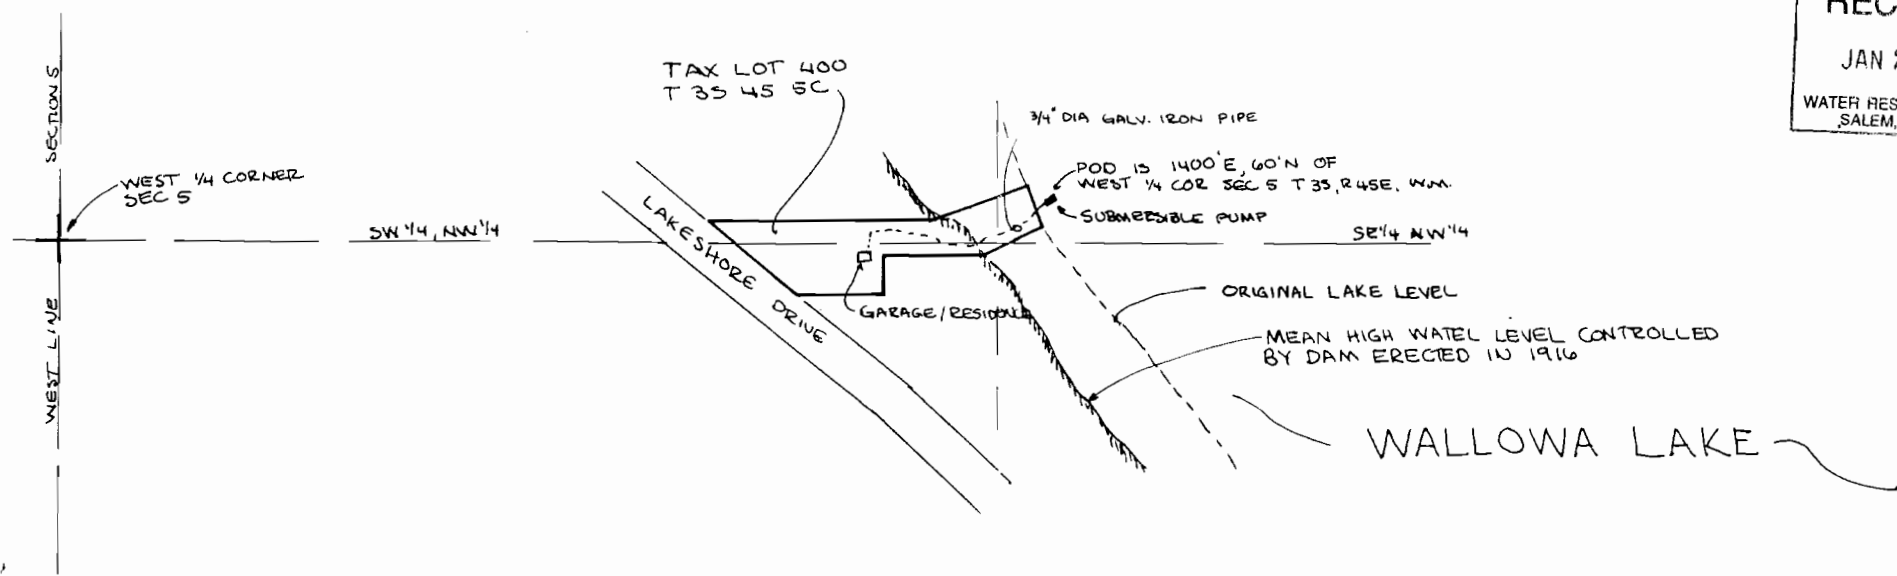 REC
JAN 2
WATER RES
SALEM,
TAX LOT 400
T 3S 45 5C
3/4" DIA GALV. IRON PIPE
POD IS 1400'E, 60'N OF
WEST 1/4 COR SEC 5 T 3S, R45E, W.M.
SUBMERSIBLE PUMP
WEST 1/4 CORNER
SEC 5
SECTION 5
WEST LINE
SW 1/4, NW 1/4
SE 1/4 NW 1/4
LAKESHORE DRIVE
GARAGE/RESIDENCE
ORIGINAL LAKE LEVEL
MEAN HIGH WATEL LEVEL CONTROLLED
BY DAM ERECTED IN 1916
WALLOWA LAKE